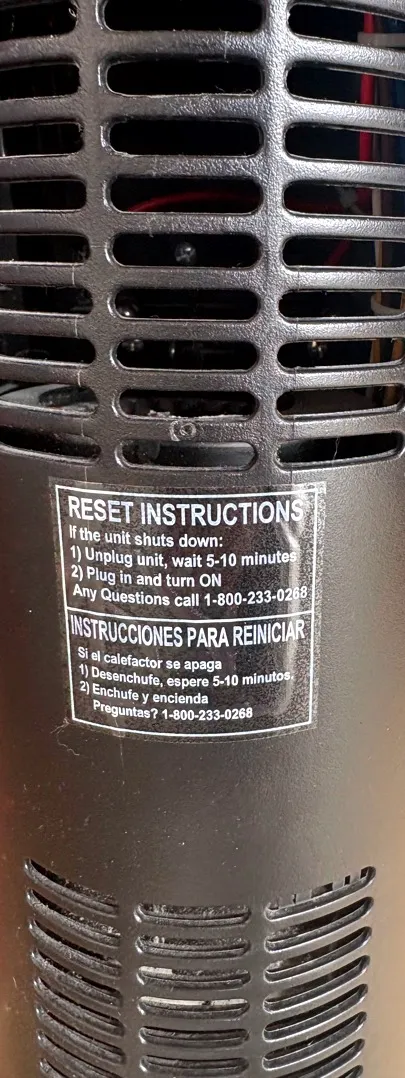 RESET INSTRUCTIONS
If the unit shuts down:
1) Unplug unit, wait 5-10 minutes
2) Plug in and turn ON
Any Questions call 1-800-233-0268
INSTRUCCIONES PARA REINICIAR
Si el calefactor se apaga
1) Desenchufe, espere 5-10 minutos.
2) Enchufe y encienda
Preguntas? 1-800-233-0268